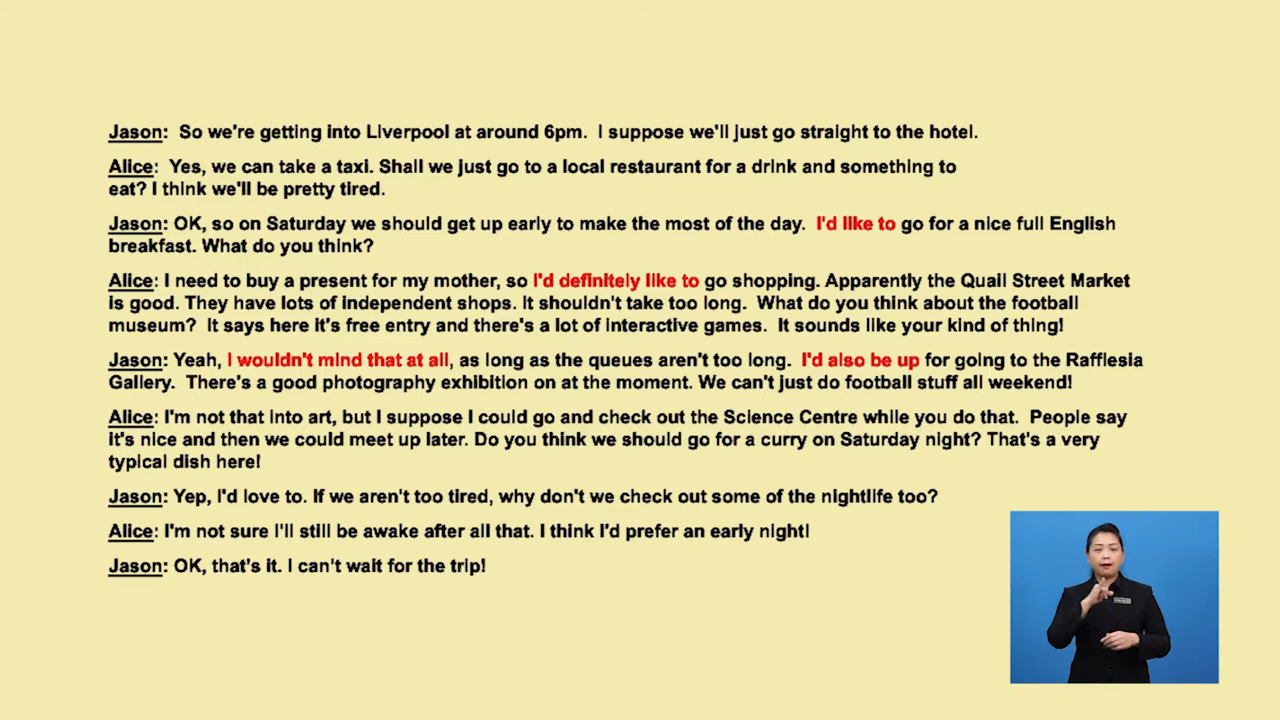 Jason:  So we're getting into Liverpool at around 6pm.  I suppose we'll just go straight to the hotel.
Alice:  Yes, we can take a taxi. Shall we just go to a local restaurant for a drink and something to
eat? I think we'll be pretty tired.
Jason: OK, so on Saturday we should get up early to make the most of the day.  I'd like to go for a nice full English
breakfast. What do you think?
Alice: I need to buy a present for my mother, so I'd definitely like to go shopping. Apparently the Quail Street Market
is good. They have lots of independent shops. It shouldn't take too long.  What do you think about the football
museum?  It says here it's free entry and there's a lot of interactive games.  It sounds like your kind of thing!
Jason: Yeah, I wouldn't mind that at all, as long as the queues aren't too long.  I'd also be up for going to the Rafflesia
Gallery.  There's a good photography exhibition on at the moment. We can't just do football stuff all weekend!
Alice: I'm not that into art, but I suppose I could go and check out the Science Centre while you do that.  People say
it's nice and then we could meet up later. Do you think we should go for a curry on Saturday night? That's a very
typical dish here!
Jason: Yep, I'd love to. If we aren't too tired, why don't we check out some of the nightlife too?
Alice: I'm not sure I'll still be awake after all that. I think I'd prefer an early night!
Jason: OK, that's it. I can't wait for the trip!